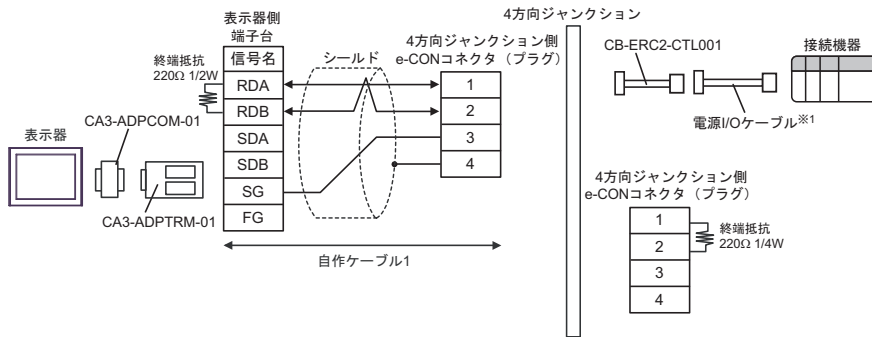 4方向ジャンクション
表示器側
端子台
信号名
RDA
RDB
SDA
SDB
SG
FG
終端抵抗
220Ω 1/2W
シールド
4方向ジャンクション側
e-CONコネクタ（プラグ）
1
2
3
4
CB-ERC2-CTL001
接続機器
電源I/Oケーブル※1
表示器
CA3-ADPCOM-01
CA3-ADPTRM-01
自作ケーブル1
4方向ジャンクション側
e-CONコネクタ（プラグ）
1
2
3
4
終端抵抗
220Ω 1/4W